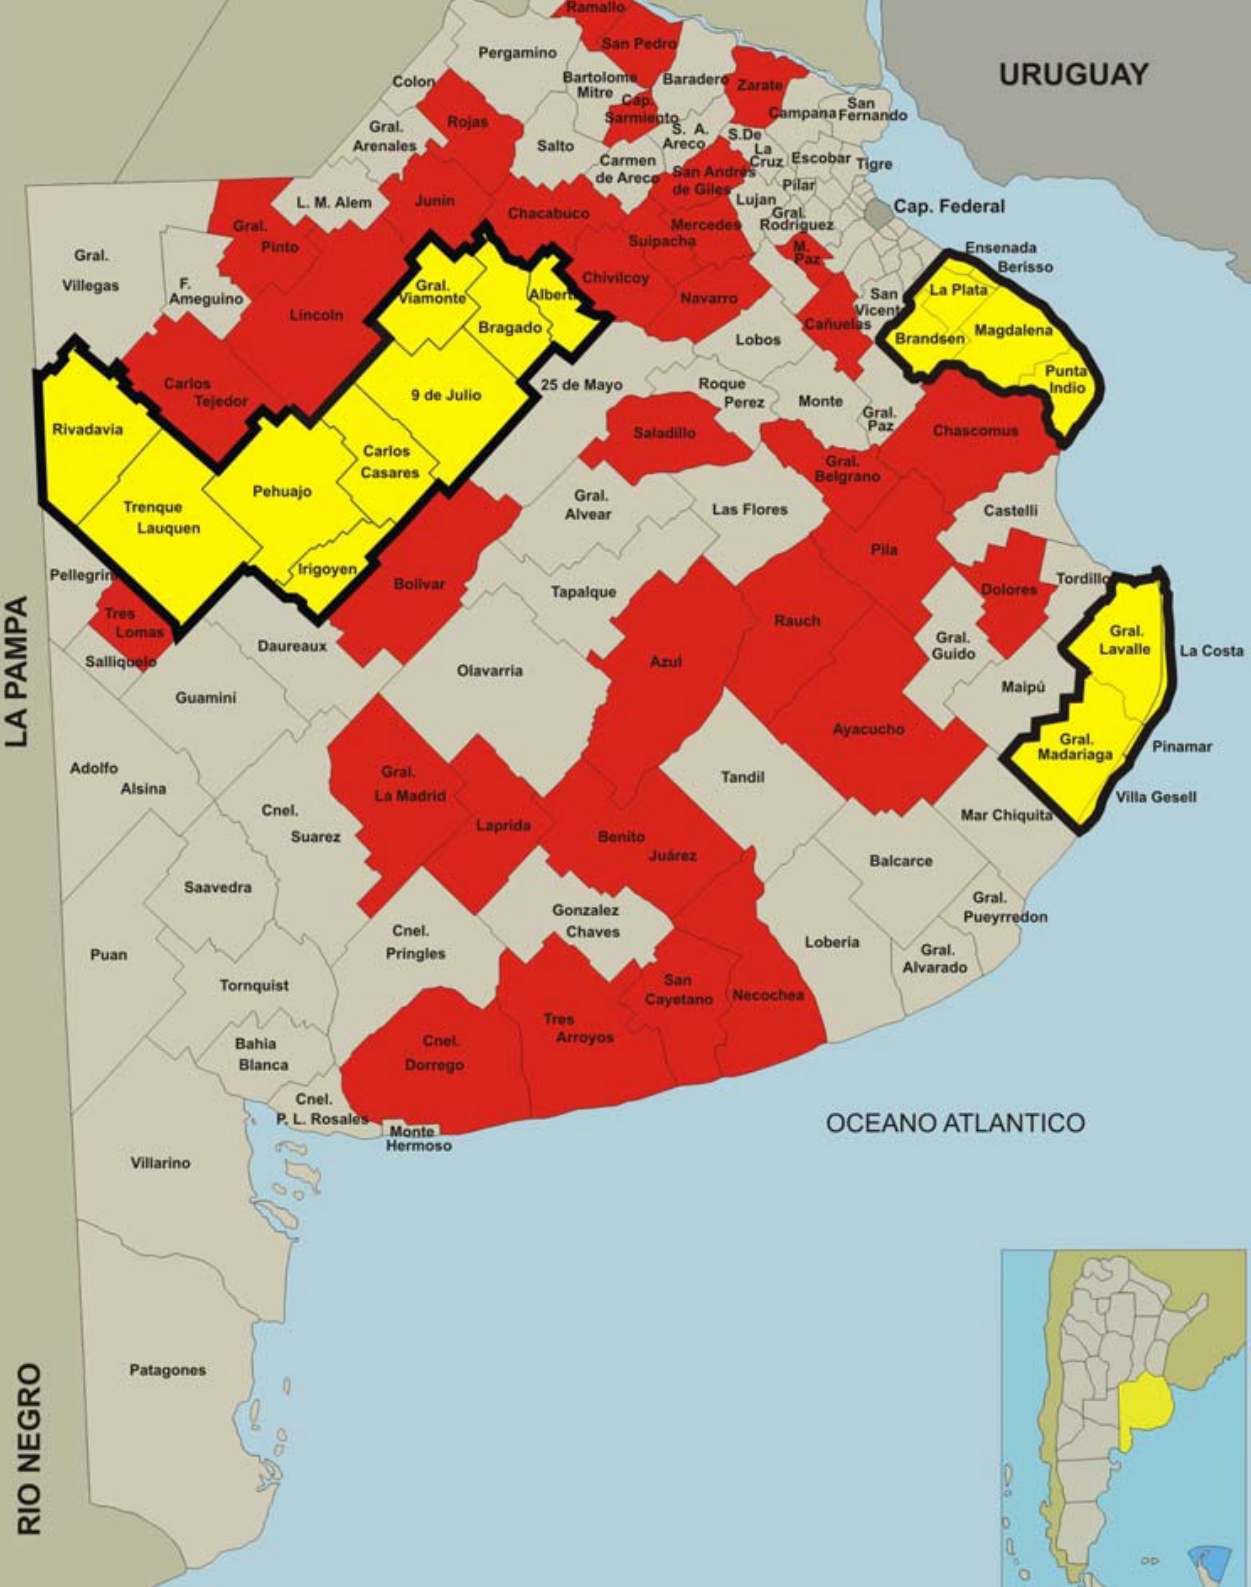 Ramallo
San Pedro
Pergamino
URUGUAY
Colon
Bartolome
Mitre
Baradero
Zarate
Cap.
Sarmiento
San
Fernando
Campana
Rojas
Gral.
Arenales
Salto
S. A.
Areco
S.De
La
Cruz
Escobar
Tigre
Carmen
de Areco
San Andres
de Giles
Pilar
L. M. Alem
Junin
Chacabuco
Lujan
Gral.
Rodriguez
Cap. Federal
Gral.
Pinto
Mercedes
Suipacha
M.
Paz
Ensenada
Berisso
Gral.
Villegas
F.
Ameguino
Gral.
Viamonte
Alberti
Chivilcoy
Navarro
San
Vicent
La Plata
Lincoln
Bragado
Cañuelas
Brandsen
Magdalena
Lobos
Punta
Indio
Carlos
Tejedor
9 de Julio
25 de Mayo
Roque
Perez
Monte
Gral.
Paz
Rivadavia
Saladillo
Chascomus
Carlos
Casares
Gral.
Belgrano
Pehuajo
Trenque
Lauquen
Gral.
Alvear
Las Flores
Castelli
Pila
Irigoyen
Pellegrin
Bolivar
Tapalque
Dolores
Tordillo
Tres
Lomas
Rauch
Gral.
Guido
Gral.
Lavalle
La Costa
Daureaux
Salliquelo
Azul
Olavarria
Maipú
Guamini
LA PAMPA
Ayacucho
Gral.
Madariaga
Pinamar
Adolfo
Alsina
Gral.
La Madrid
Tandil
Villa Gesell
Cnel.
Suarez
Laprida
Mar Chiquita
Benito
Juárez
Balcarce
Saavedra
Gonzalez
Chaves
Gral.
Pueyrredon
Cnel.
Pringles
Loberia
Puan
Gral.
Alvarado
Tornquist
San
Cayetano
Necochea
Tres
Arroyos
Bahia
Blanca
Cnel.
Dorrego
Cnel.
P. L. Rosales
Monte
Hermoso
OCEANO ATLANTICO
Villarino
Patagones
RIO NEGRO